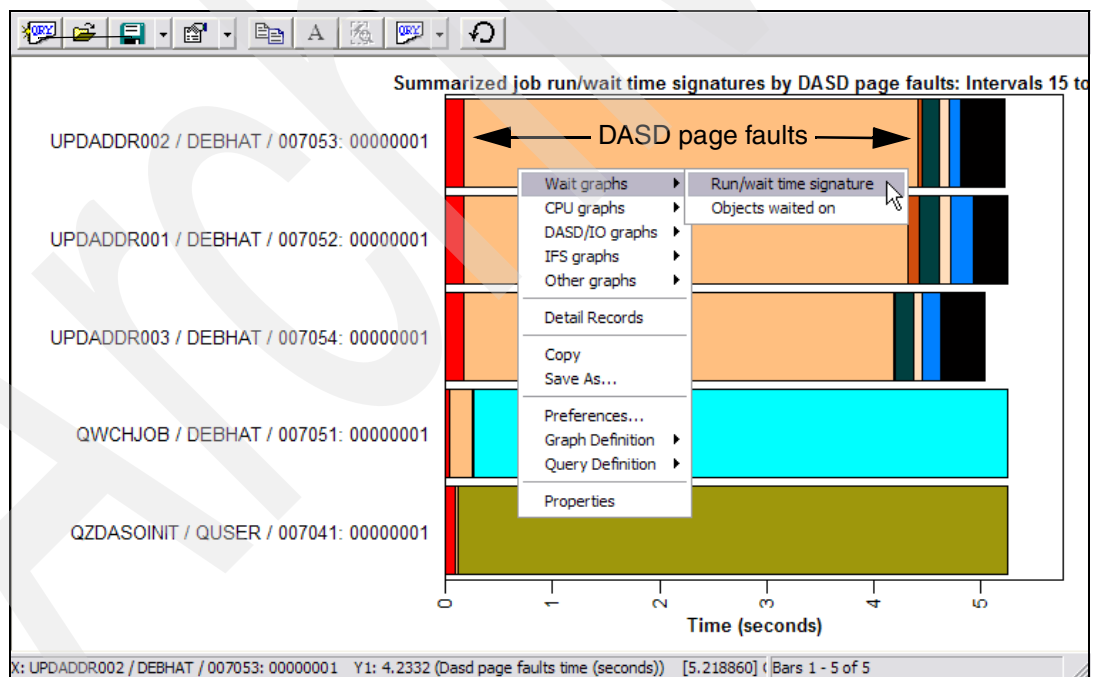 QRY A QRY
Summarized job run/wait time signatures by DASD page faults: Intervals 15 to
UPDADDR002 / DEBHAT / 007053: 00000001
DASD page faults
Wait graphs
Run/wait time signature
CPU graphs
Objects waited on
UPDADDR001 / DEBHAT / 007052: 00000001
DASD/IO graphs
IFS graphs
Other graphs
Detail Records
UPDADDR003 / DEBHAT / 007054: 00000001
Copy
Save As...
Preferences...
QWCHJOB / DEBHAT / 007051: 00000001
Graph Definition
Query Definition
Properties
QZDASOINIT / QUSER / 007041: 00000001
0 1 2 3 4 5
Time (seconds)
X: UPDADDR002 / DEBHAT / 007053: 00000001 Y1: 4.2332 (Dasd page faults time (seconds)) [5.218860] Bars 1 - 5 of 5